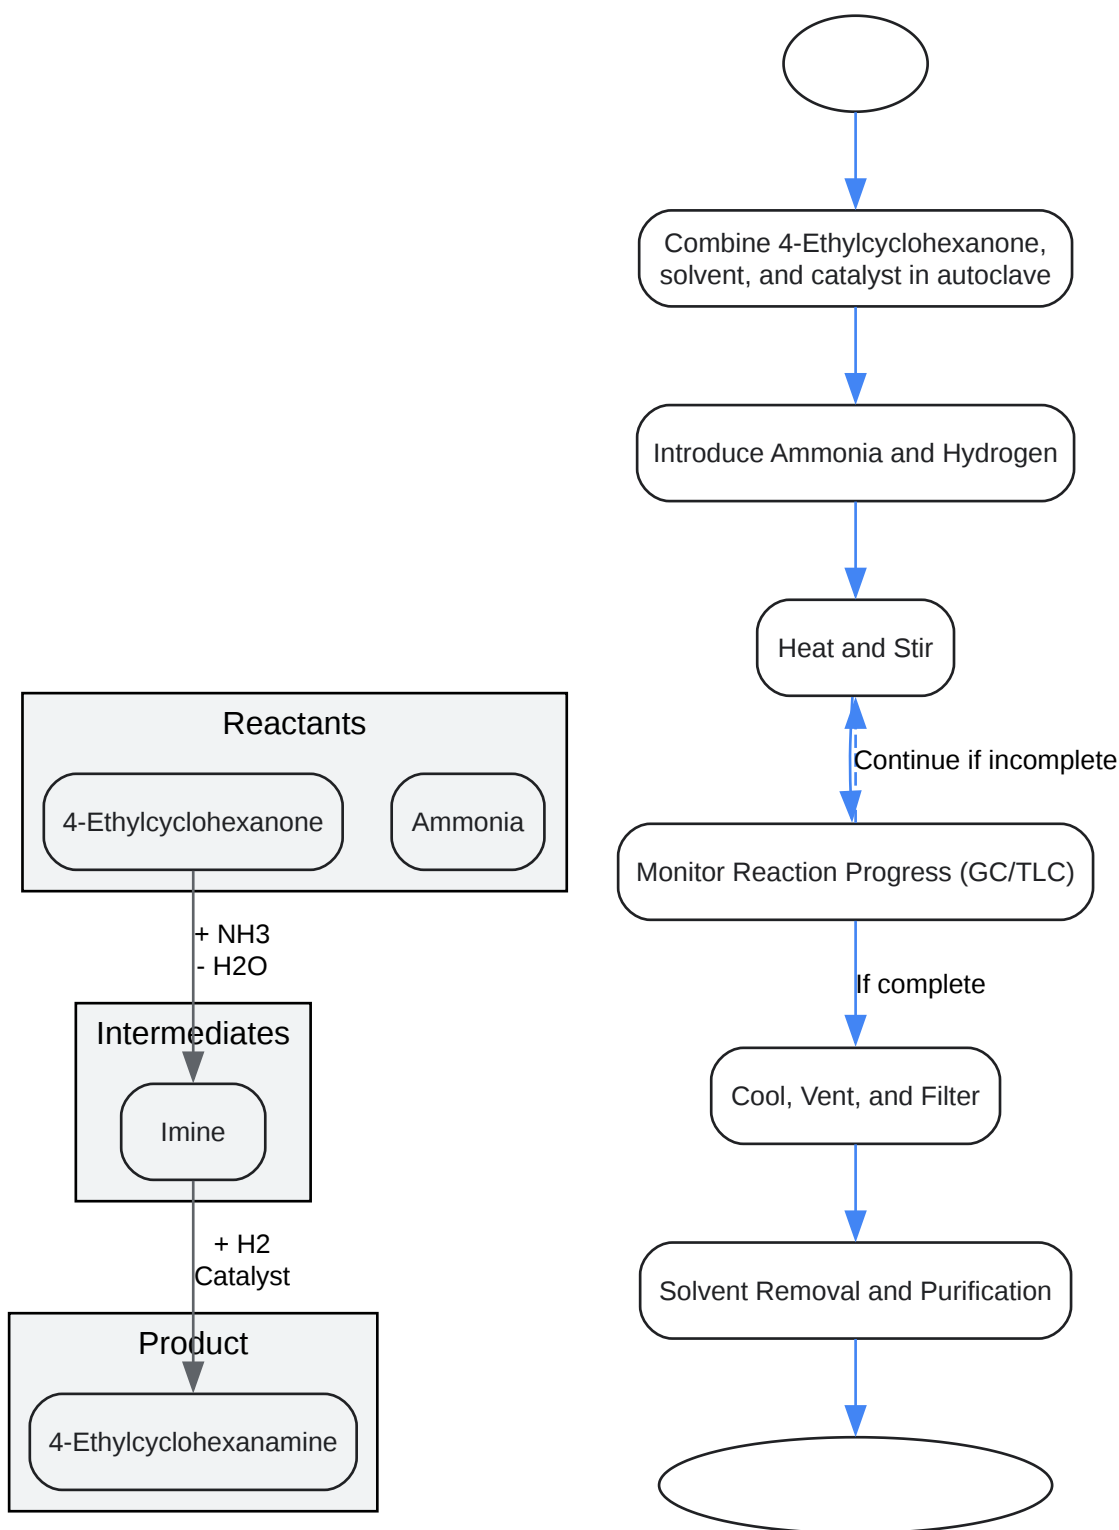 Combine 4-Ethylcyclohexanone,
solvent, and catalyst in autoclave
Introduce Ammonia and Hydrogen
Heat and Stir
Continue if incomplete
Monitor Reaction Progress (GC/TLC)
If complete
Cool, Vent, and Filter
Solvent Removal and Purification
Reactants
4-Ethylcyclohexanone
Ammonia
+ NH3
- H2O
Intermediates
Imine
+ H2
Catalyst
Product
4-Ethylcyclohexanamine